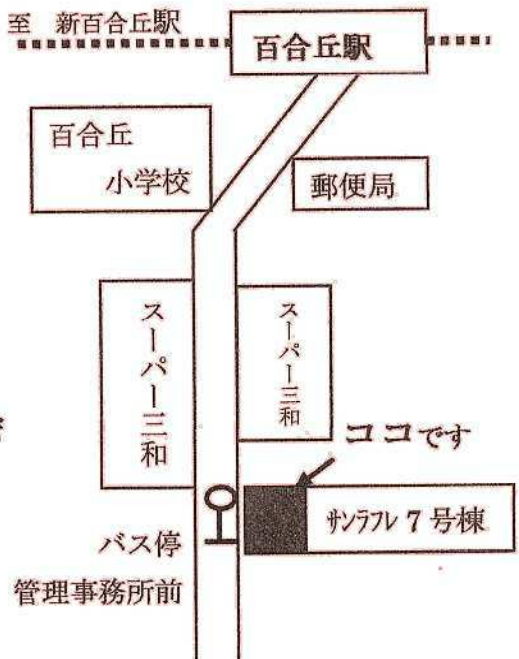 至 新百合丘駅
百合丘駅
百合丘
小学校
郵便局
スーパー三和
スーパー三和
ココです
サンラフレ 7 号棟
バス停
管理事務所前